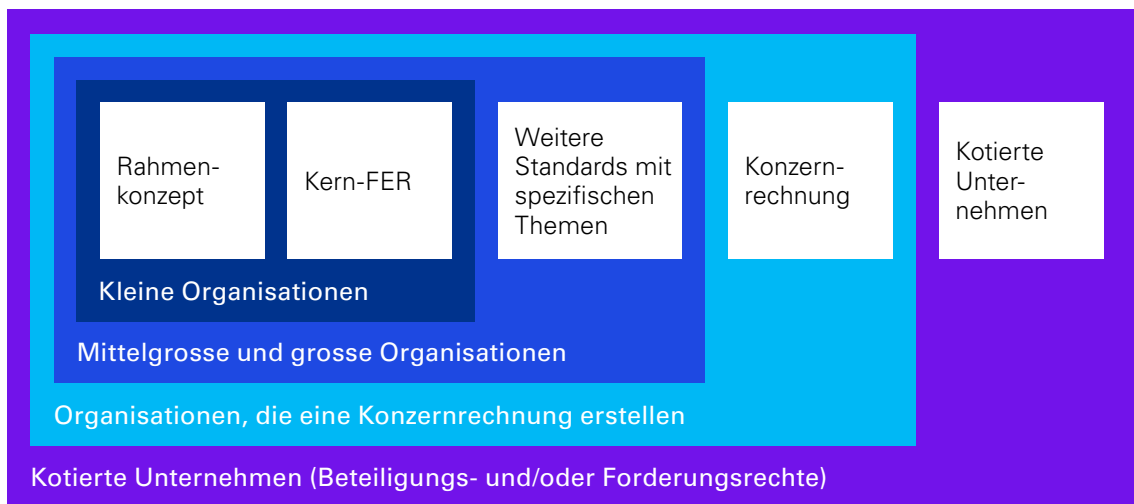 Rahmen-
konzept
Kern-FER
Weitere
Standards mit
spezifischen
Themen
Konzern-
rechnung
Kotierte
Unter-
nehmen
Kleine Organisationen
Mittelgrosse und grosse Organisationen
Organisationen, die eine Konzernrechnung erstellen
Kotierte Unternehmen (Beteiligungs- und/oder Forderungsrechte)